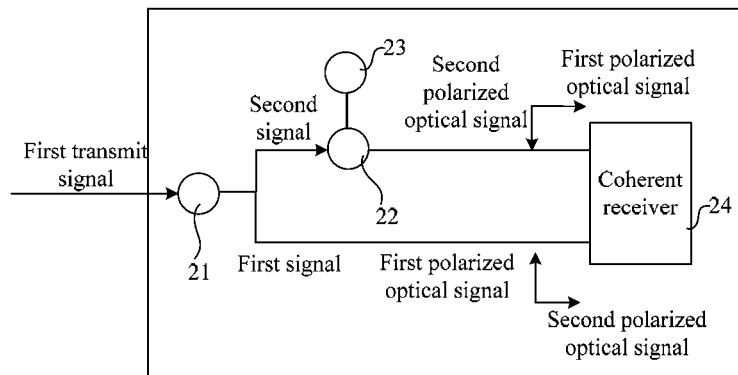 23
Second
signal
Second
polarized
optical signal
First polarized
optical signal
First transmit
signal
21
22
Coherent
receiver
24
First signal
First polarized
optical signal
Second polarized
optical signal